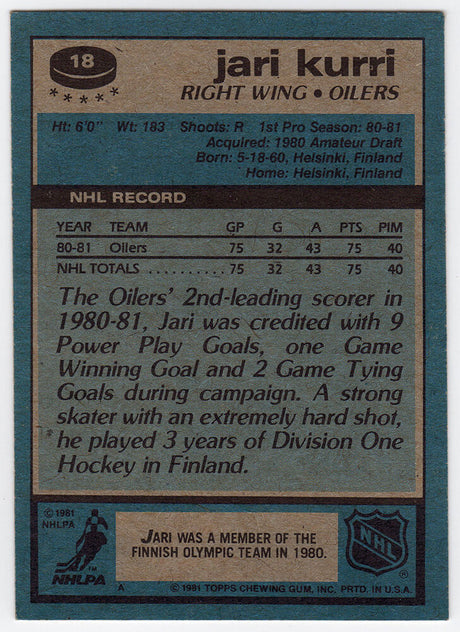 18
jari kurri
RIGHT WING • OILERS
Ht: 6'0" Wt: 183 Shoots: R 1st Pro Season: 80-81
Acquired: 1980 Amateur Draft
Born: 5-18-60, Helsinki, Finland
Home: Helsinki, Finland
NHL RECORD
YEAR TEAM GP G A PTS PIM
80-81 Oilers 75 32 43 75 40
NHL TOTALS .......... 75 32 43 75 40
The Oilers' 2nd-leading scorer in
1980-81, Jari was credited with 9
Power Play Goals, one Game
Winning Goal and 2 Game Tying
Goals during campaign. A strong
skater with an extremely hard shot,
he played 3 years of Division One
Hockey in Finland.
© 1981
NHLPA
JARI WAS A MEMBER OF THE
FINNISH OLYMPIC TEAM IN 1980.
NHL
®
TM
NHLPA
A © 1981 TOPPS CHEWING GUM, INC. PRTD. IN U.S.A.